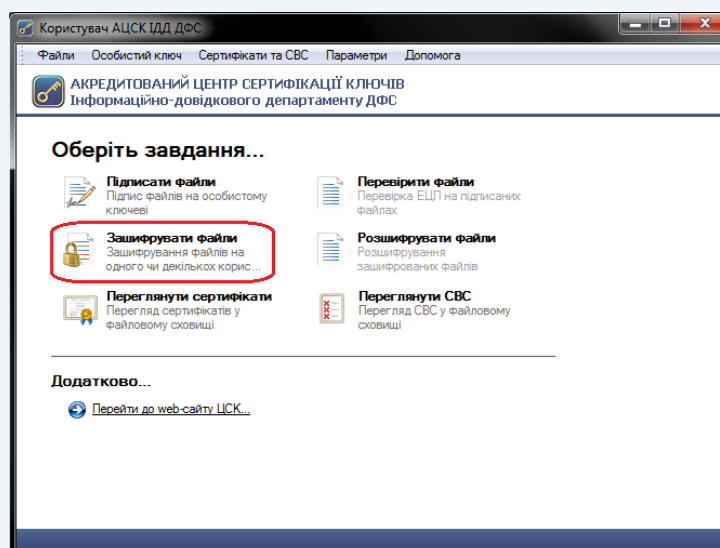 Користувач АЦСК ІДД ДФС
Файли Особистий ключ Сертифікати та СВС Параметри Допомога
АКРЕДИТОВАНИЙ ЦЕНТР СЕРТИФІКАЦІЇ КЛЮЧІВ
Інформаційно-довідкового департаменту ДФС
Оберіть завдання...
Підписати файли
Підпис файлів на особистому
ключеві
Перевірити файли
Перевірка ЕЦП на підписаних
файлах
Зашифрувати файли
Зашифрування файлів на
одного чи декількох корис...
Розшифрувати файли
Розшифрування
зашифрованих файлів
Переглянути сертифікати
Перегляд сертифікатів у
файловому сховищі
Переглянути СВС
Перегляд СВС у файловому
сховищі
Додатково...
Перейти до web-сайту ЦСК...